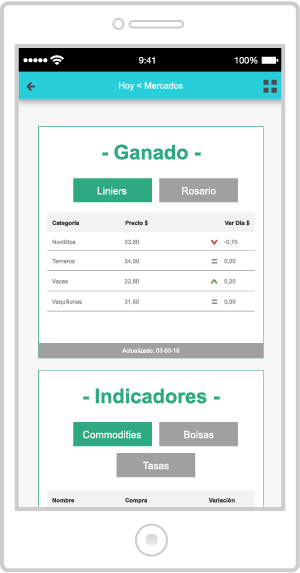 9:41 100%
Hoy < Mercados
- Ganado -
Liniers Rosario
Categoría Precio $ Var Día $
Novillitos 33,60 -0,70
Terneros 34,00 = 0,00
Vacas 22,80 0,20
Vaquillonas 31,50 = 0,00
Actualizado: 03-03-16
- Indicadores -
Commodities Bolsas
Tasas
Nombre Compra Variación